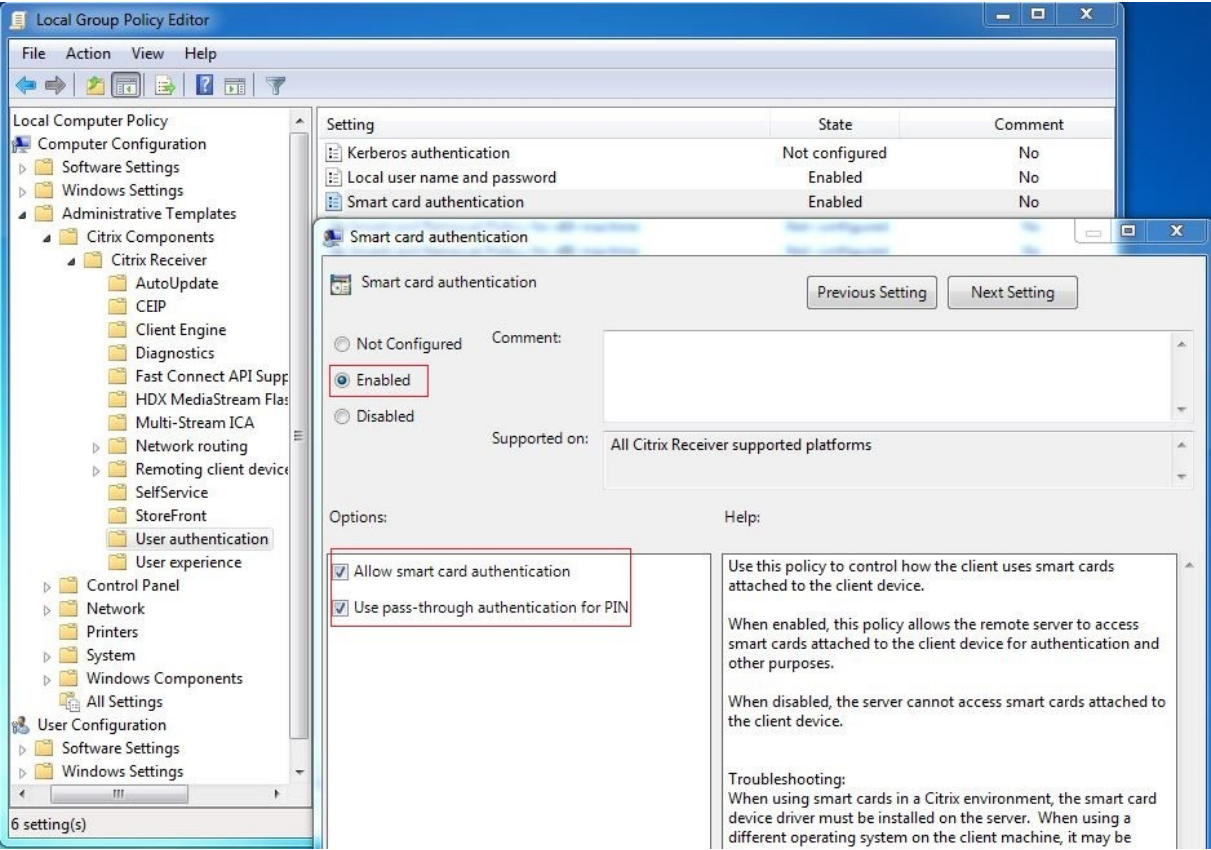 Local Group Policy Editor
File Action View Help
Local Computer Policy
Computer Configuration
Software Settings
Windows Settings
Administrative Templates
Citrix Components
Citrix Receiver
AutoUpdate
CEIP
Client Engine
Diagnostics
Fast Connect API Supp
HDX MediaStream Flas
Multi-Stream ICA
Network routing
Remoting client device
SelfService
StoreFront
User authentication
User experience
Control Panel
Network
Printers
System
Windows Components
All Settings
User Configuration
Software Settings
Windows Settings
6 setting(s)
Setting State Comment
Kerberos authentication Not configured No
Local user name and password Enabled No
Smart card authentication Enabled No
Smart card authentication
Smart card authentication
Previous Setting Next Setting
Not Configured
Enabled
Disabled
Comment:
Supported on: All Citrix Receiver supported platforms
Options:
Allow smart card authentication
Use pass-through authentication for PIN
Help:
Use this policy to control how the client uses smart cards
attached to the client device.
When enabled, this policy allows the remote server to access
smart cards attached to the client device for authentication and
other purposes.
When disabled, the server cannot access smart cards attached to
the client device.
Troubleshooting:
When using smart cards in a Citrix environment, the smart card
device driver must be installed on the server. When using a
different operating system on the client machine, it may be